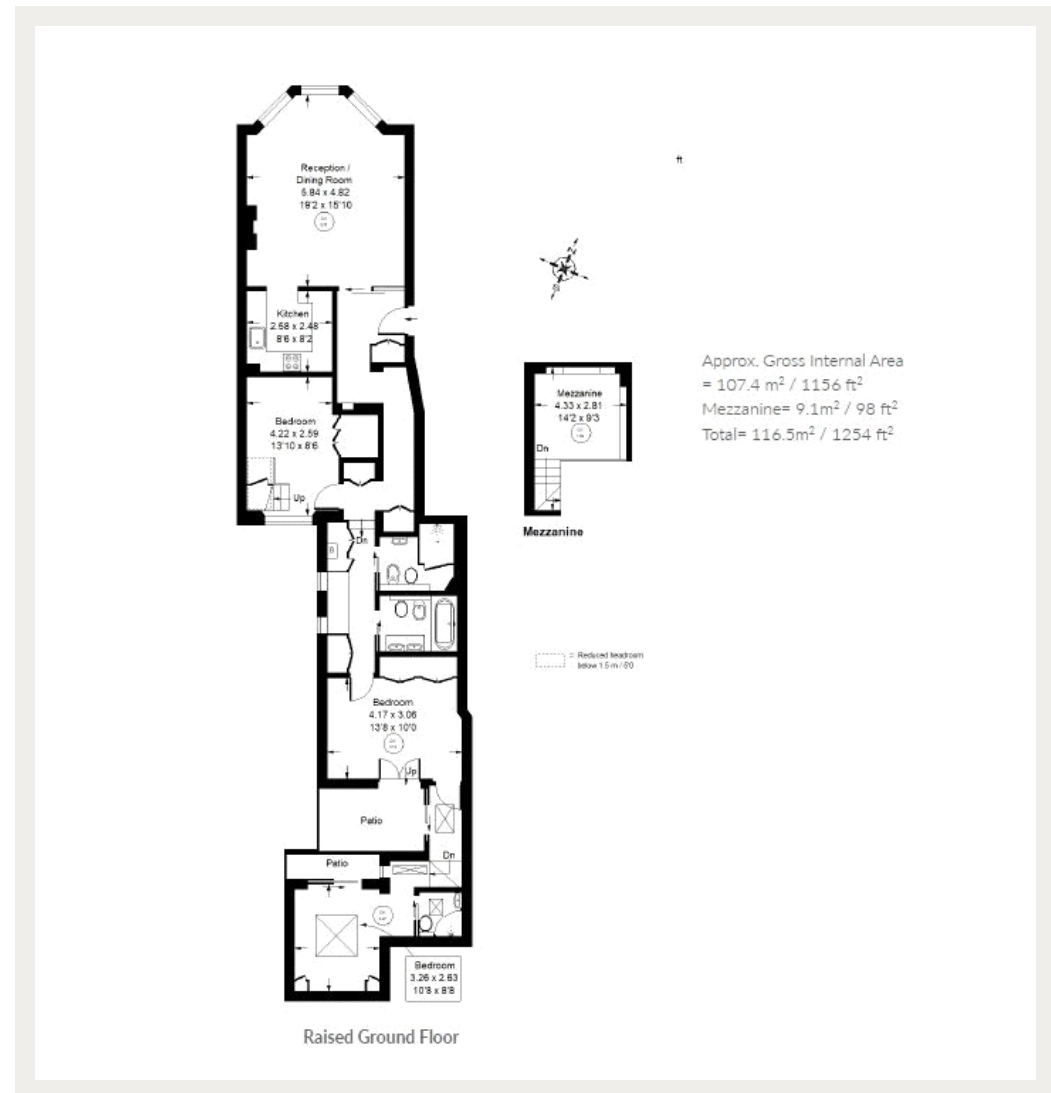 ft
Reception /
Dining Room
5.84 x 4.82
19'2 x 15'10
Kitchen
2.58 x 2.48
8'6 x 8'2
Bedroom
4.22 x 2.59
13'10 x 8'6
Up
Dn
B
Bedroom
4.17 x 3.06
13'8 x 10'0
Up
Patio
Dn
Patio
Bedroom
3.26 x 2.63
10'8 x 8'8
Raised Ground Floor
N
Mezzanine
4.33 x 2.81
14'2 x 9'3
Dn
Mezzanine
Approx. Gross Internal Area
= 107.4 m² / 1156 ft²
Mezzanine= 9.1m² / 98 ft²
Total= 116.5m² / 1254 ft²
= Reduced headroom
below 1.5 m / 5'0